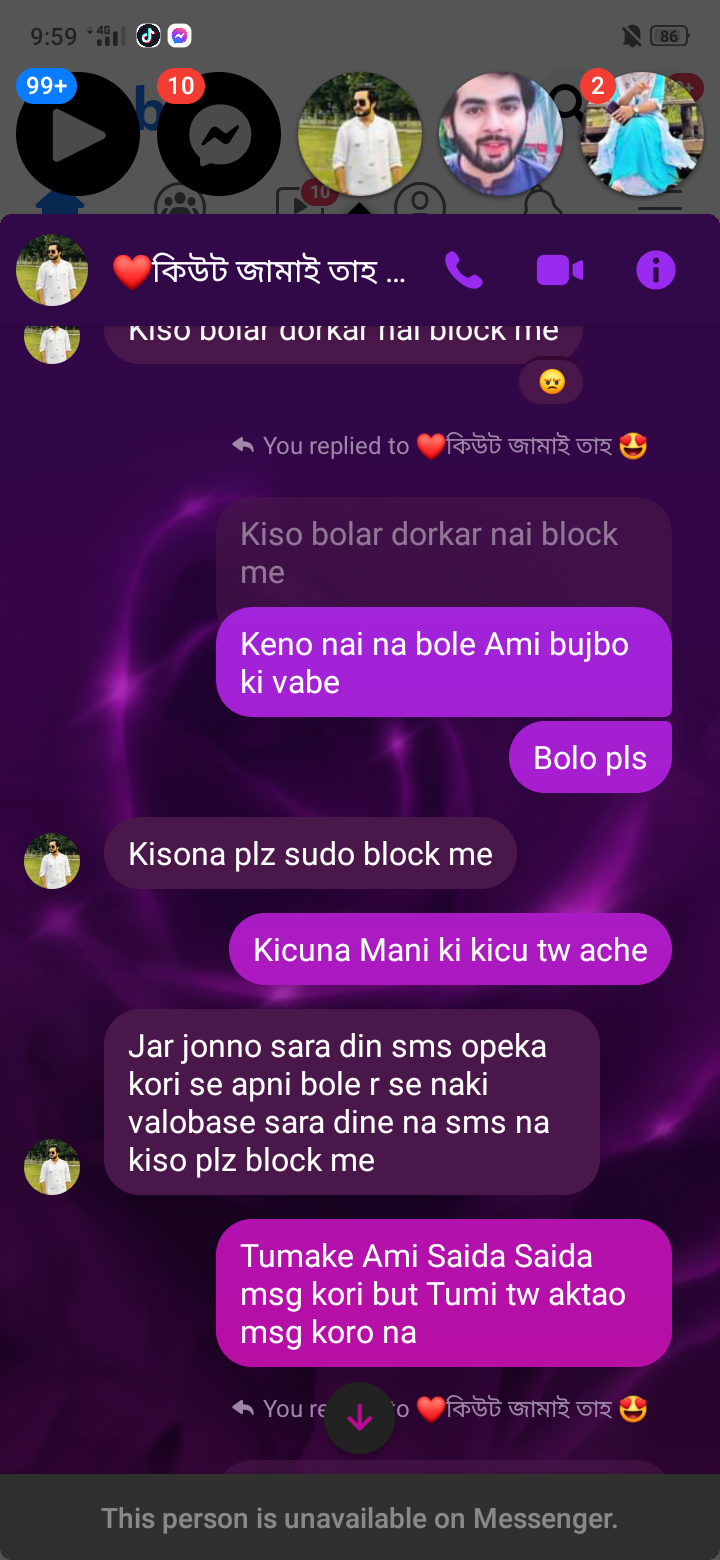 9:59 4G 86
99+ 10 2
10
❤️কিউট জামাই তাহ ...
Kiso bolar dorkar nai block me
😠
You replied to ❤️কিউট জামাই তাহ 😍
Kiso bolar dorkar nai block
me
Keno nai na bole Ami bujbo
ki vabe
Bolo pls
Kisona plz sudo block me
Kicuna Mani ki kicu tw ache
Jar jonno sara din sms opeka
kori se apni bole r se naki
valobase sara dine na sms na
kiso plz block me
Tumake Ami Saida Saida
msg kori but Tumi tw aktao
msg koro na
You ❤️কিউট জামাই তাহ 😍
This person is unavailable on Messenger.